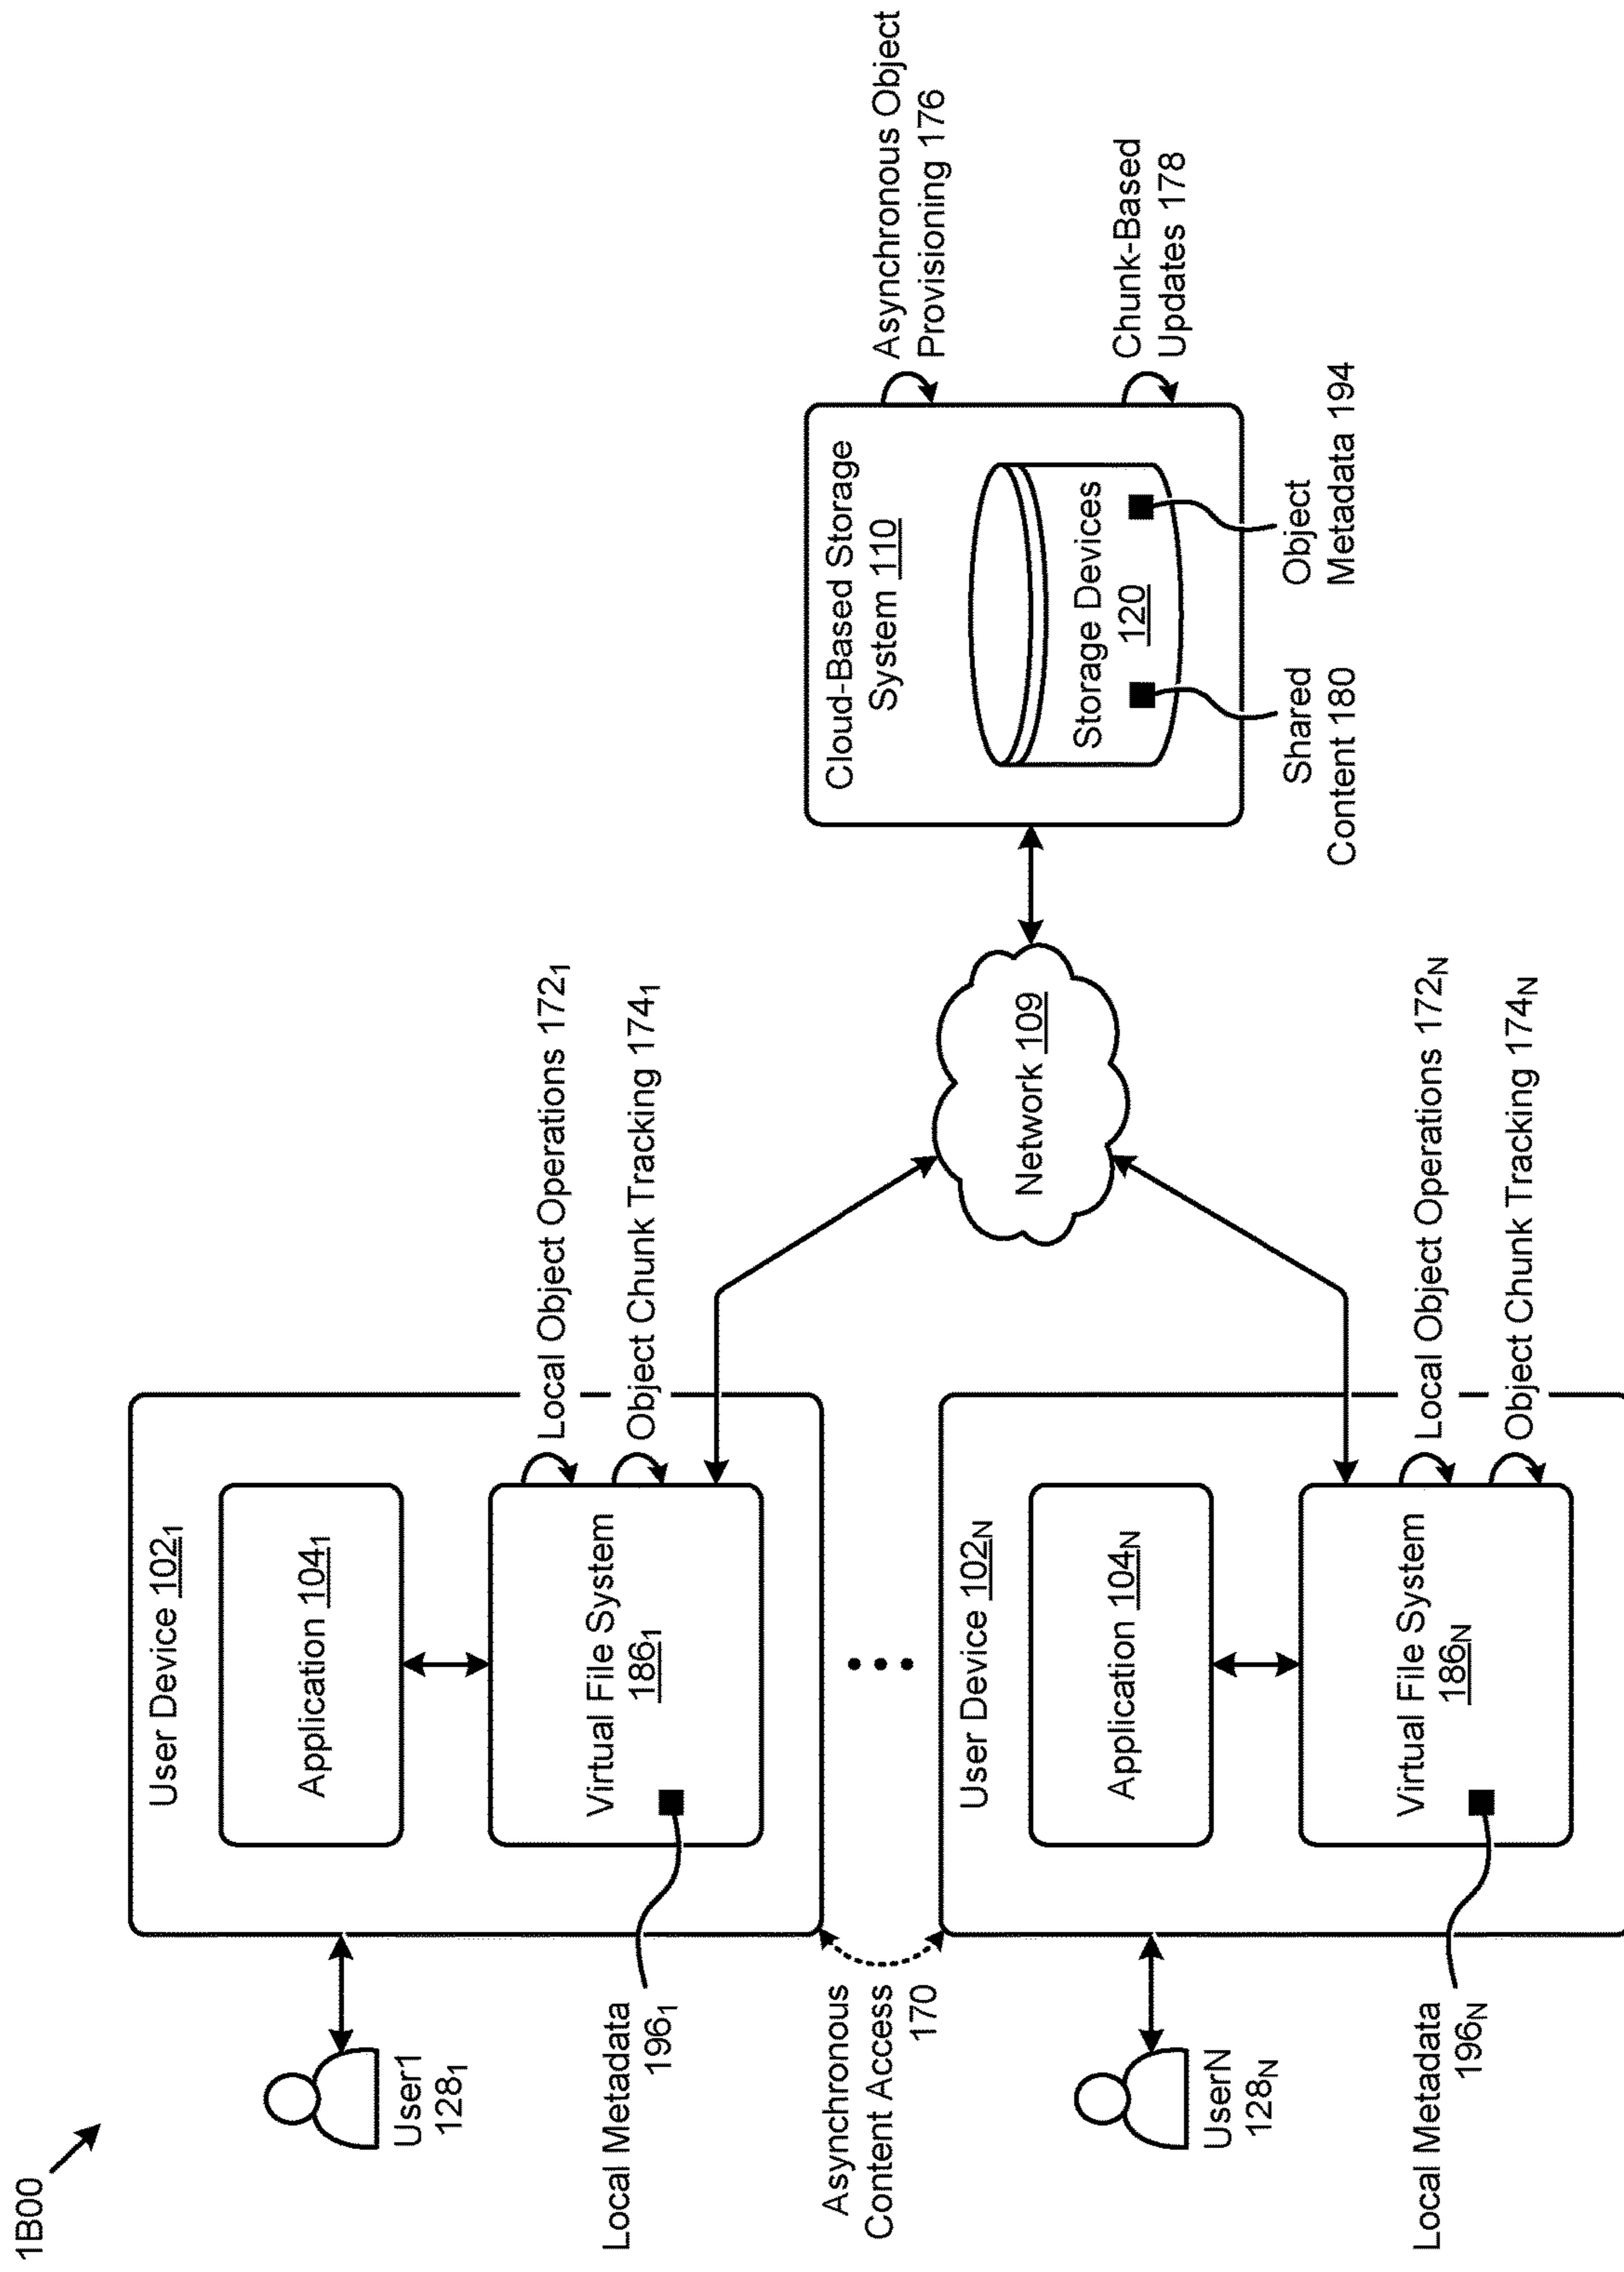 1B00
User1
128₁
Local Metadata
196₁
User Device 102₁
Application 104₁
Virtual File System
186₁
Local Object Operations 172₁
Object Chunk Tracking 174₁
Asynchronous
Content Access
170
UserN
128N
Local Metadata
196N
User Device 102N
Application 104N
Virtual File System
186N
Local Object Operations 172N
Object Chunk Tracking 174N
Network 109
Cloud-Based Storage
System 110
Storage Devices
120
Shared
Content 180
Object
Metadata 194
Asynchronous Object
Provisioning 176
Chunk-Based
Updates 178